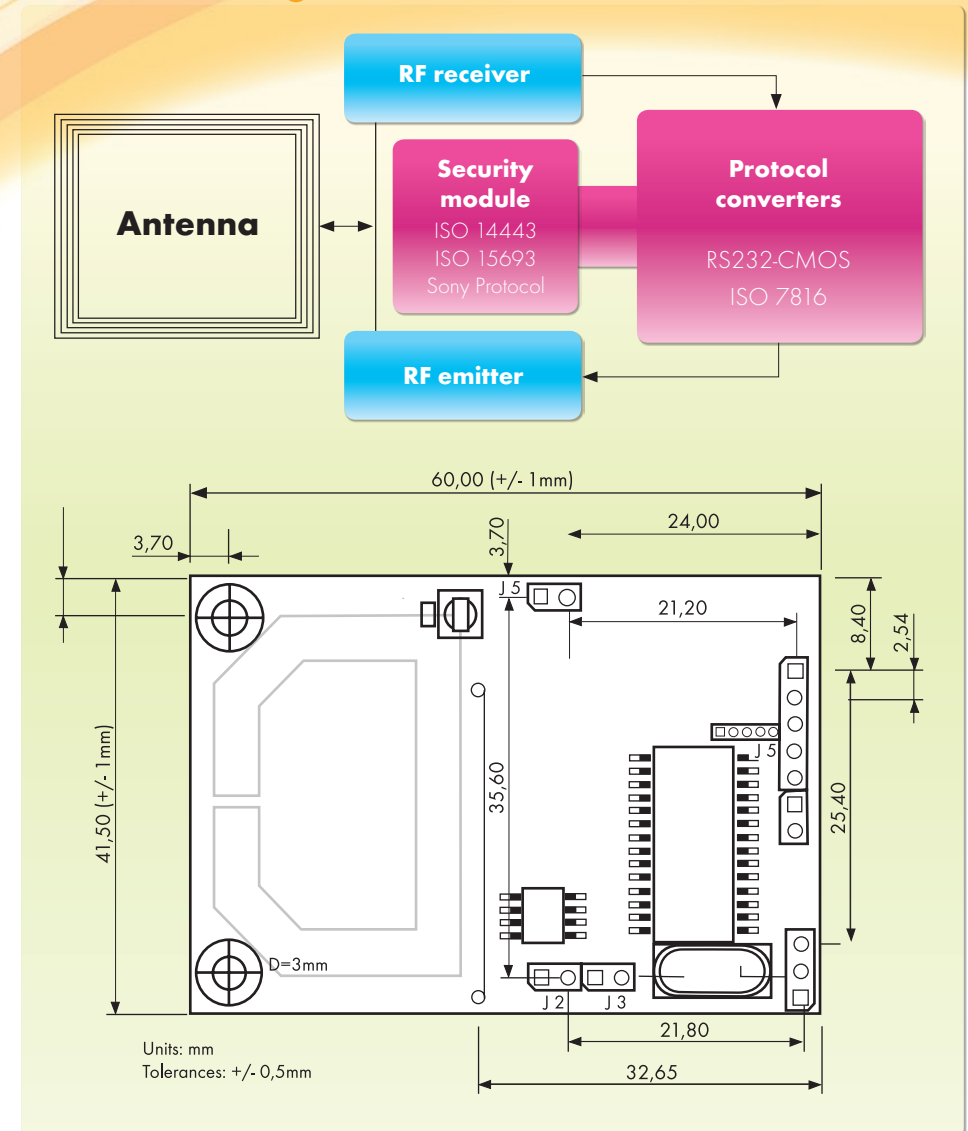 RF receiver
Antenna
Security
module
ISO 14443
ISO 15693
Sony Protocol
Protocol
converters
RS232-CMOS
ISO 7816
RF emitter
60,00 (+/- 1mm)
3,70
3,70
24,00
J 5
21,20
8,40
2,54
41,50 (+/- 1mm)
35,60
J 5
25,40
D=3mm
J 2
J 3
21,80
32,65
Units: mm
Tolerances: +/- 0,5mm